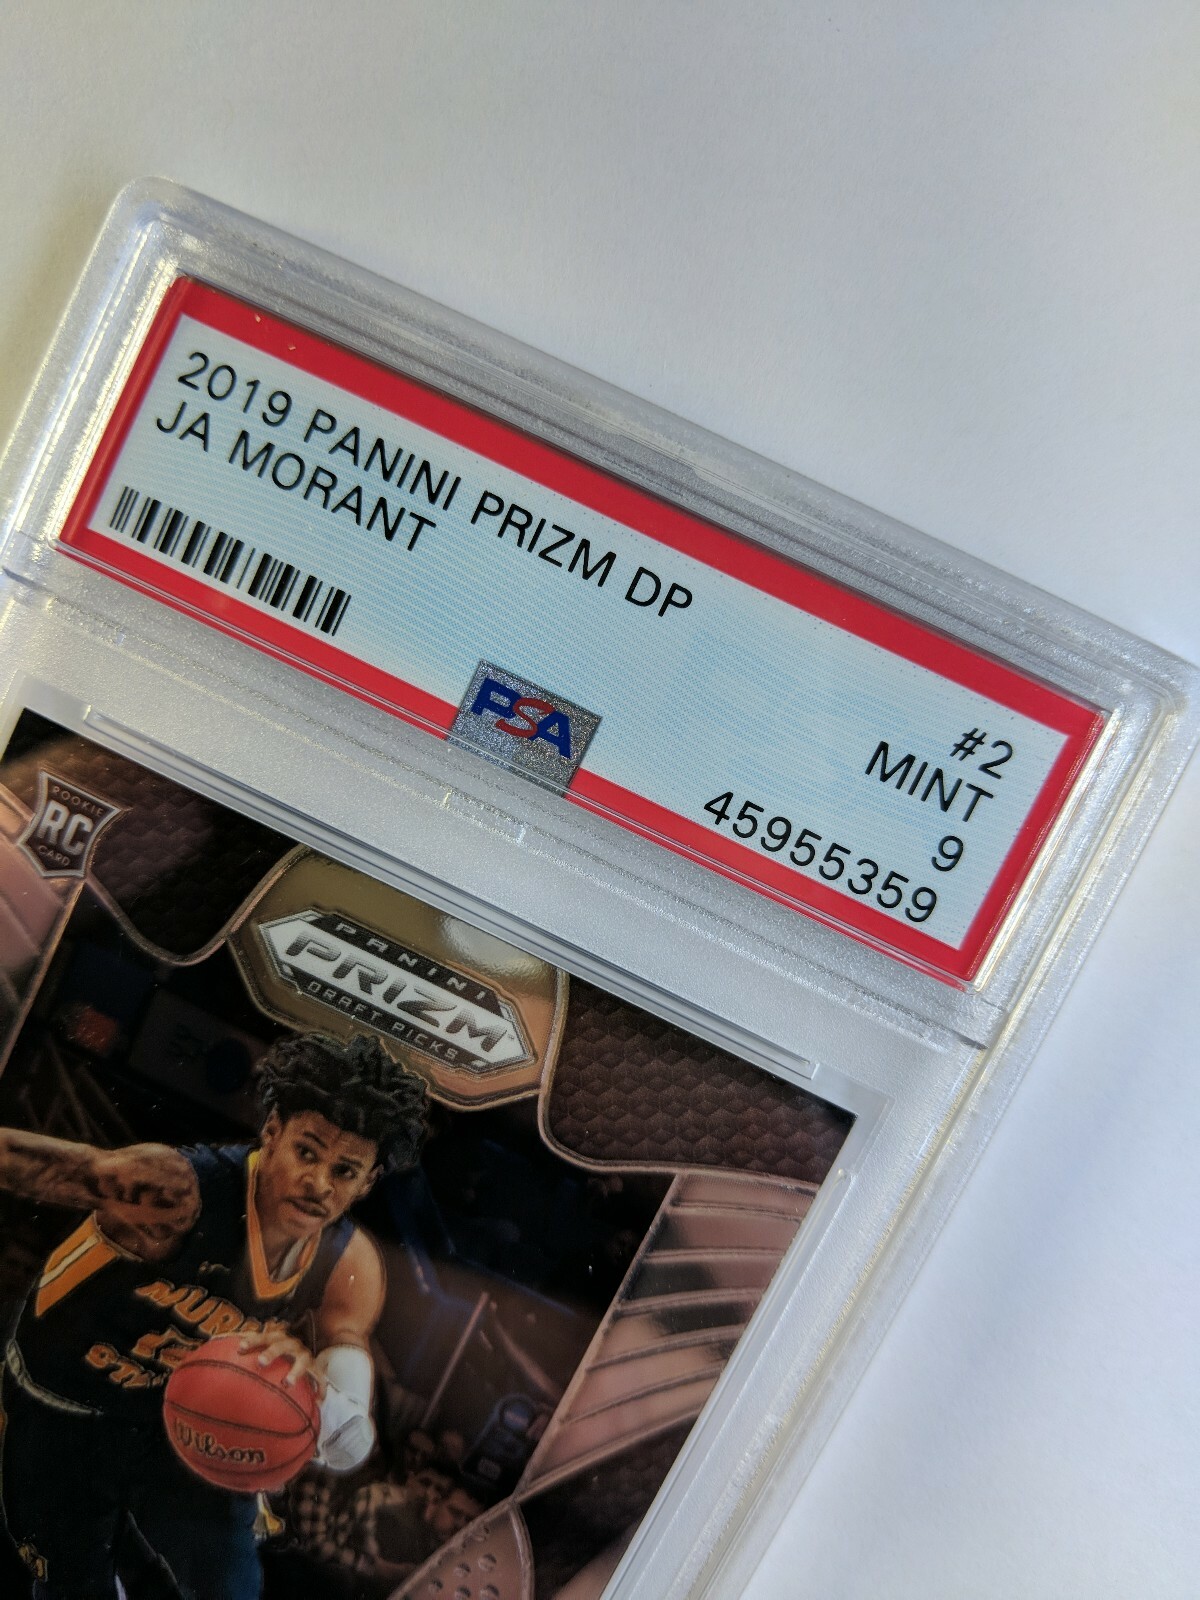 2019 PANINI PRIZM DP
#2
JA MORANT
MINT
9
PSA
45955359
ROOKIE
RC
CARD
PANINI
PRIZM
DRAFT PICKS
Wilson